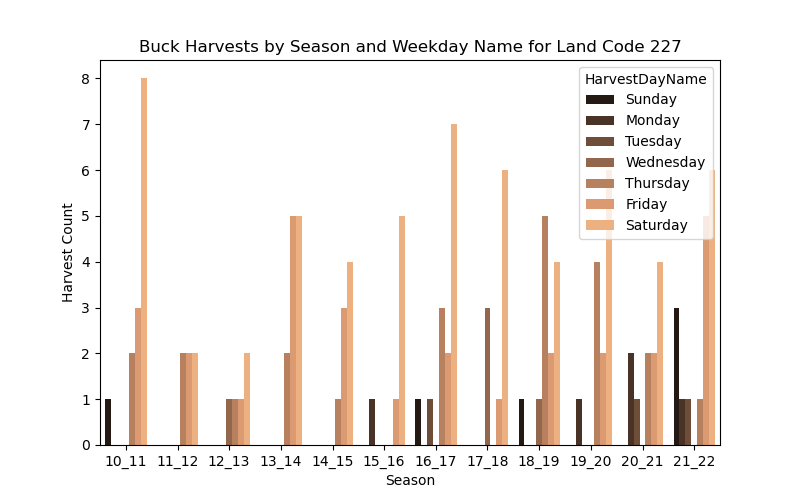 Buck Harvests by Season and Weekday Name for Land Code 227
HarvestDayName
Sunday
Monday
Tuesday
Wednesday
Thursday
Friday
Saturday
Harvest Count
8
7
6
5
4
3
2
1
0
10_11 11_12 12_13 13_14 14_15 15_16 16_17 17_18 18_19 19_20 20_21 21_22
Season